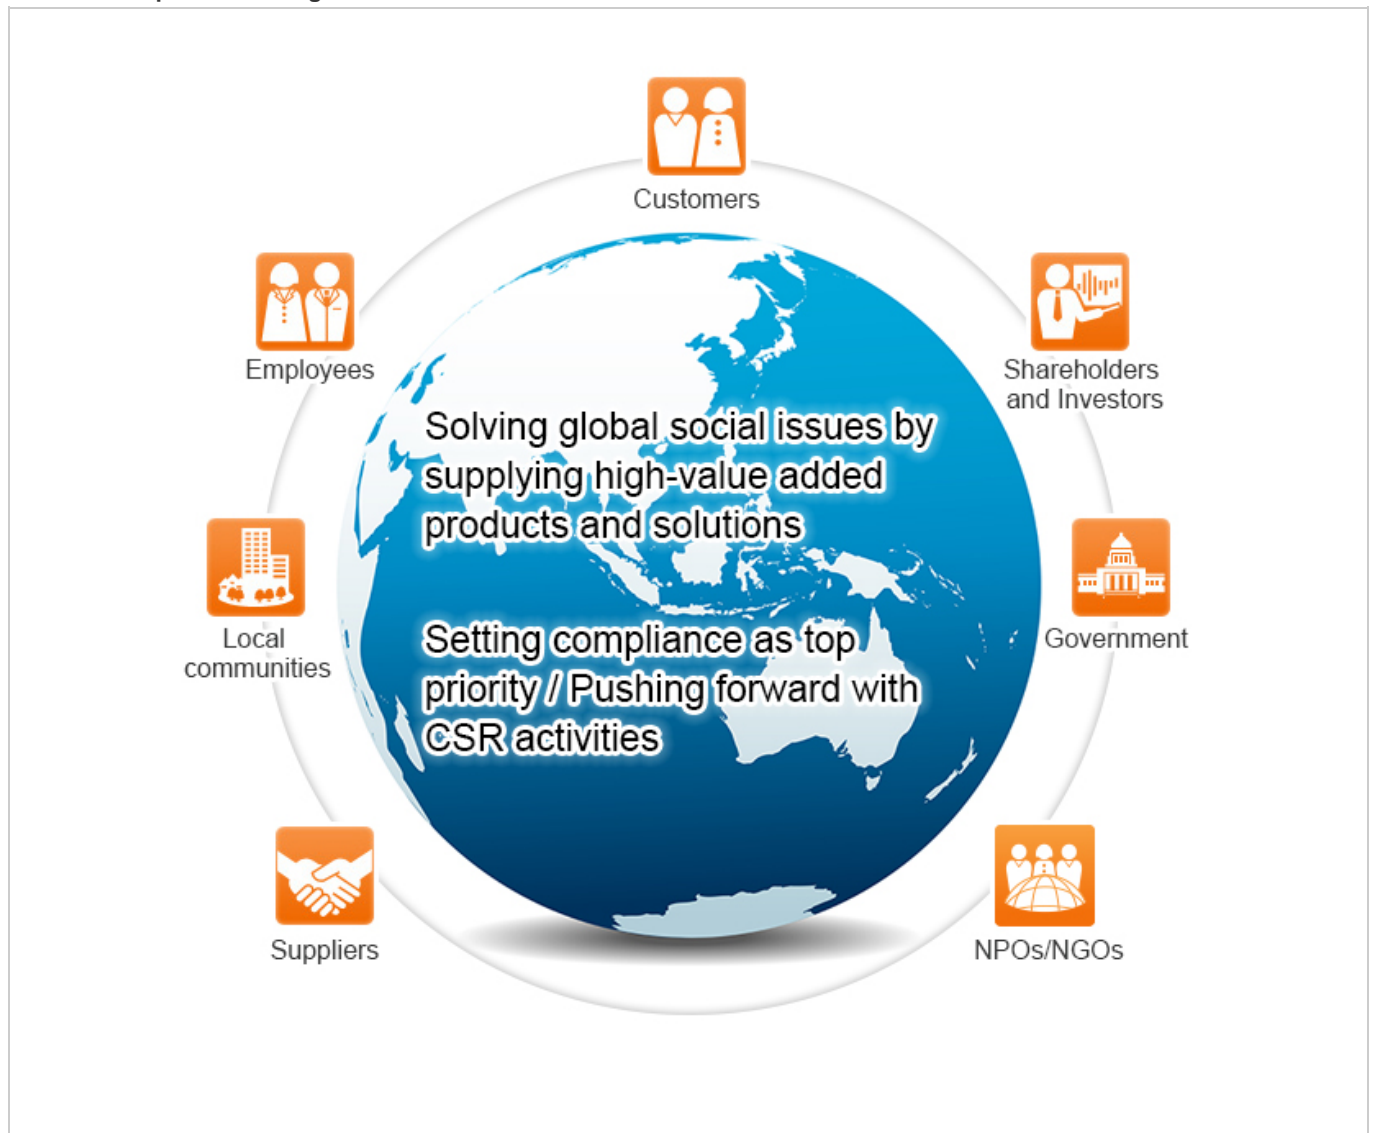 Customers
Employees
Shareholders
and Investors
Solving global social issues by
supplying high-value added
products and solutions
Local
communities
Government
Setting compliance as top
priority / Pushing forward with
CSR activities
Suppliers
NPOs/NGOs